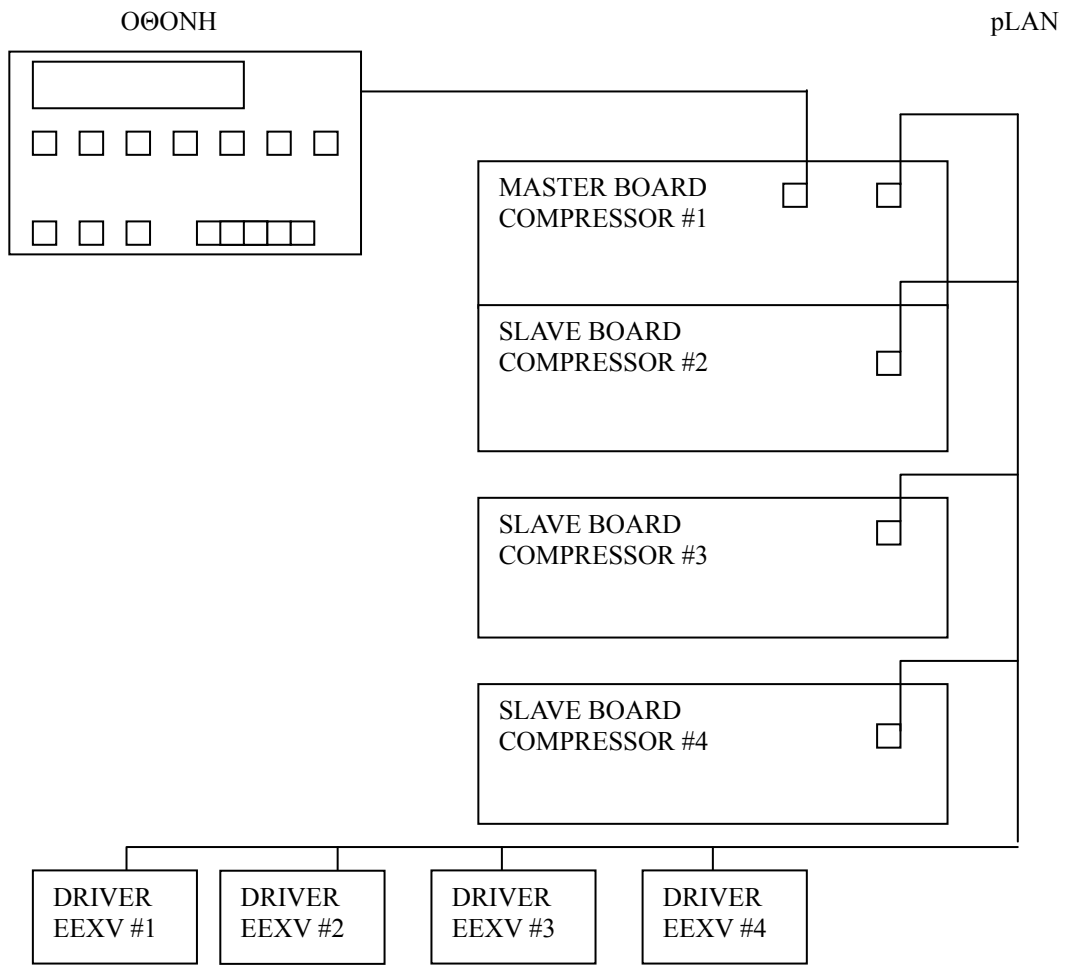 ΟΘΟΝΗ
pLAN
MASTER BOARD
COMPRESSOR #1
SLAVE BOARD
COMPRESSOR #2
SLAVE BOARD
COMPRESSOR #3
SLAVE BOARD
COMPRESSOR #4
DRIVER
EEXV #1
DRIVER
EEXV #2
DRIVER
EEXV #3
DRIVER
EEXV #4